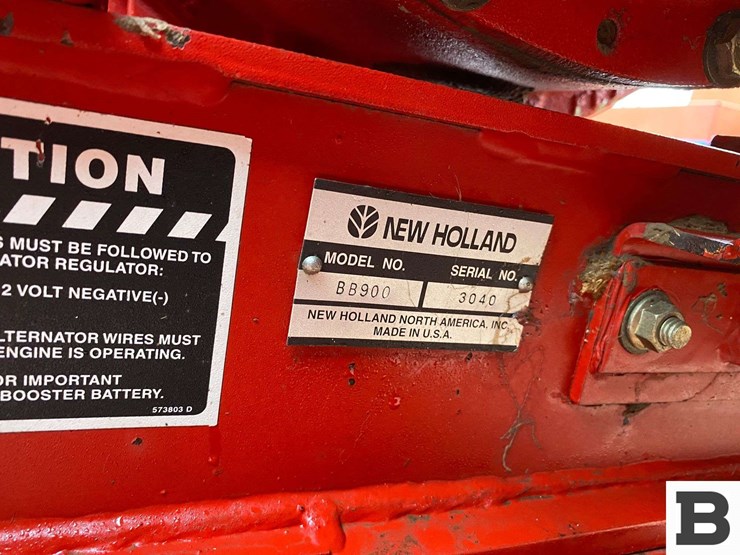 TION
S MUST BE FOLLOWED TO
ATOR REGULATOR:
2 VOLT NEGATIVE(-)
LTERNATOR WIRES MUST
ENGINE IS OPERATING.
OR IMPORTANT
BOOSTER BATTERY.
573803 D
NEW HOLLAND
MODEL NO. SERIAL NO.
BB900 3040
NEW HOLLAND NORTH AMERICA, INC.
MADE IN U.S.A.
B